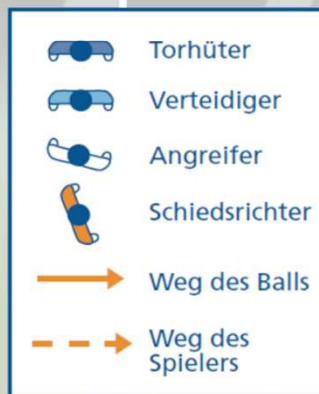 Torhüter
Verteidiger
Angreifer
Schiedsrichter
Weg des Balls
Weg des
Spielers